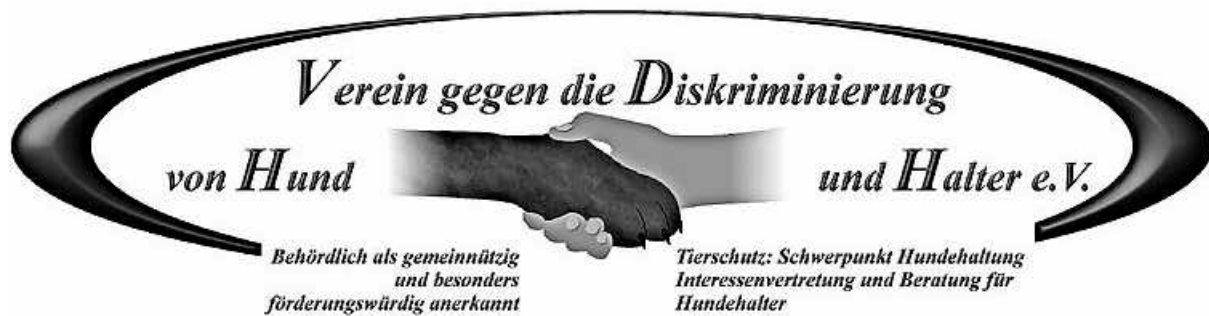 Verein gegen die Diskriminierung
von Hund und Halter e.V.
Behördlich als gemeinnützig
und besonders
förderungswürdig anerkannt
Tierschutz: Schwerpunkt Hundehaltung
Interessenvertretung und Beratung für
Hundehalter